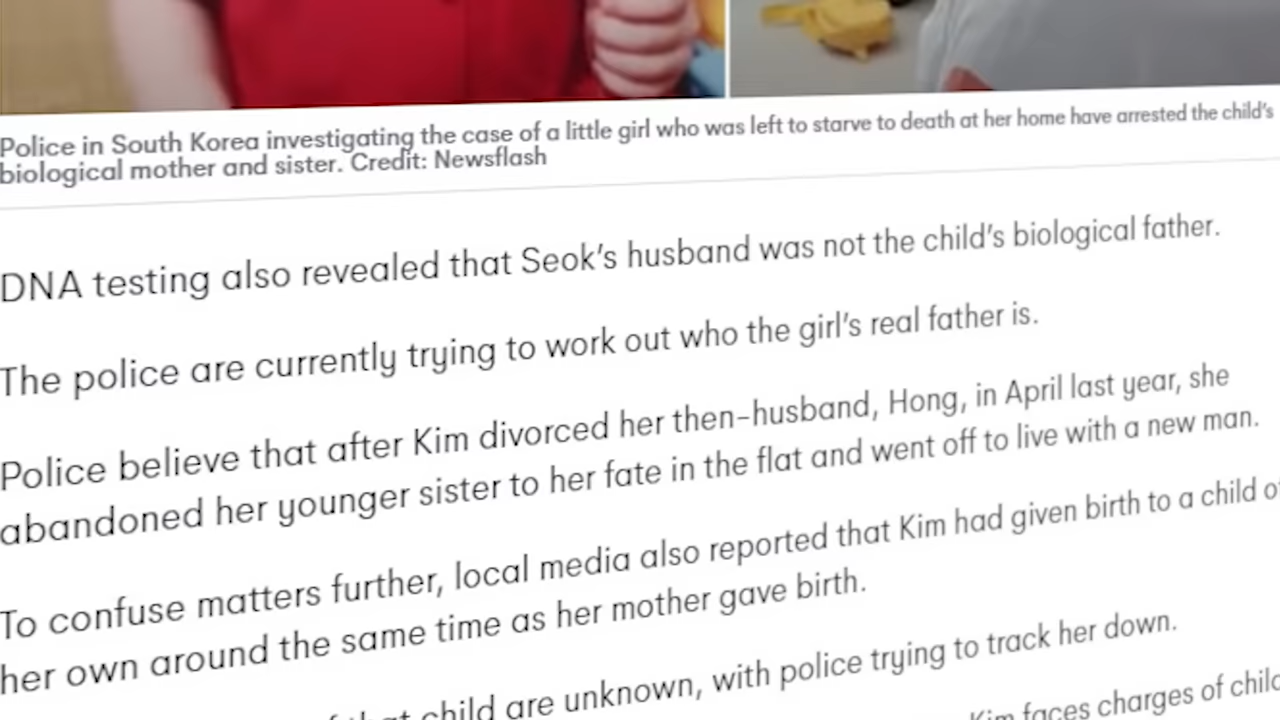 Police in South Korea investigating the case of a little girl who was left to starve to death at her home have arrested the child's
biological mother and sister. Credit: Newsflash
DNA testing also revealed that Seok's husband was not the child's biological father.
The police are currently trying to work out who the girl's real father is.
Police believe that after Kim divorced her then-husband, Hong, in April last year, she
abandoned her younger sister to her fate in the flat and went off to live with a new man.
To confuse matters further, local media also reported that Kim had given birth to a child of
her own around the same time as her mother gave birth.
that child are unknown, with police trying to track her down.
Kim faces charges of child